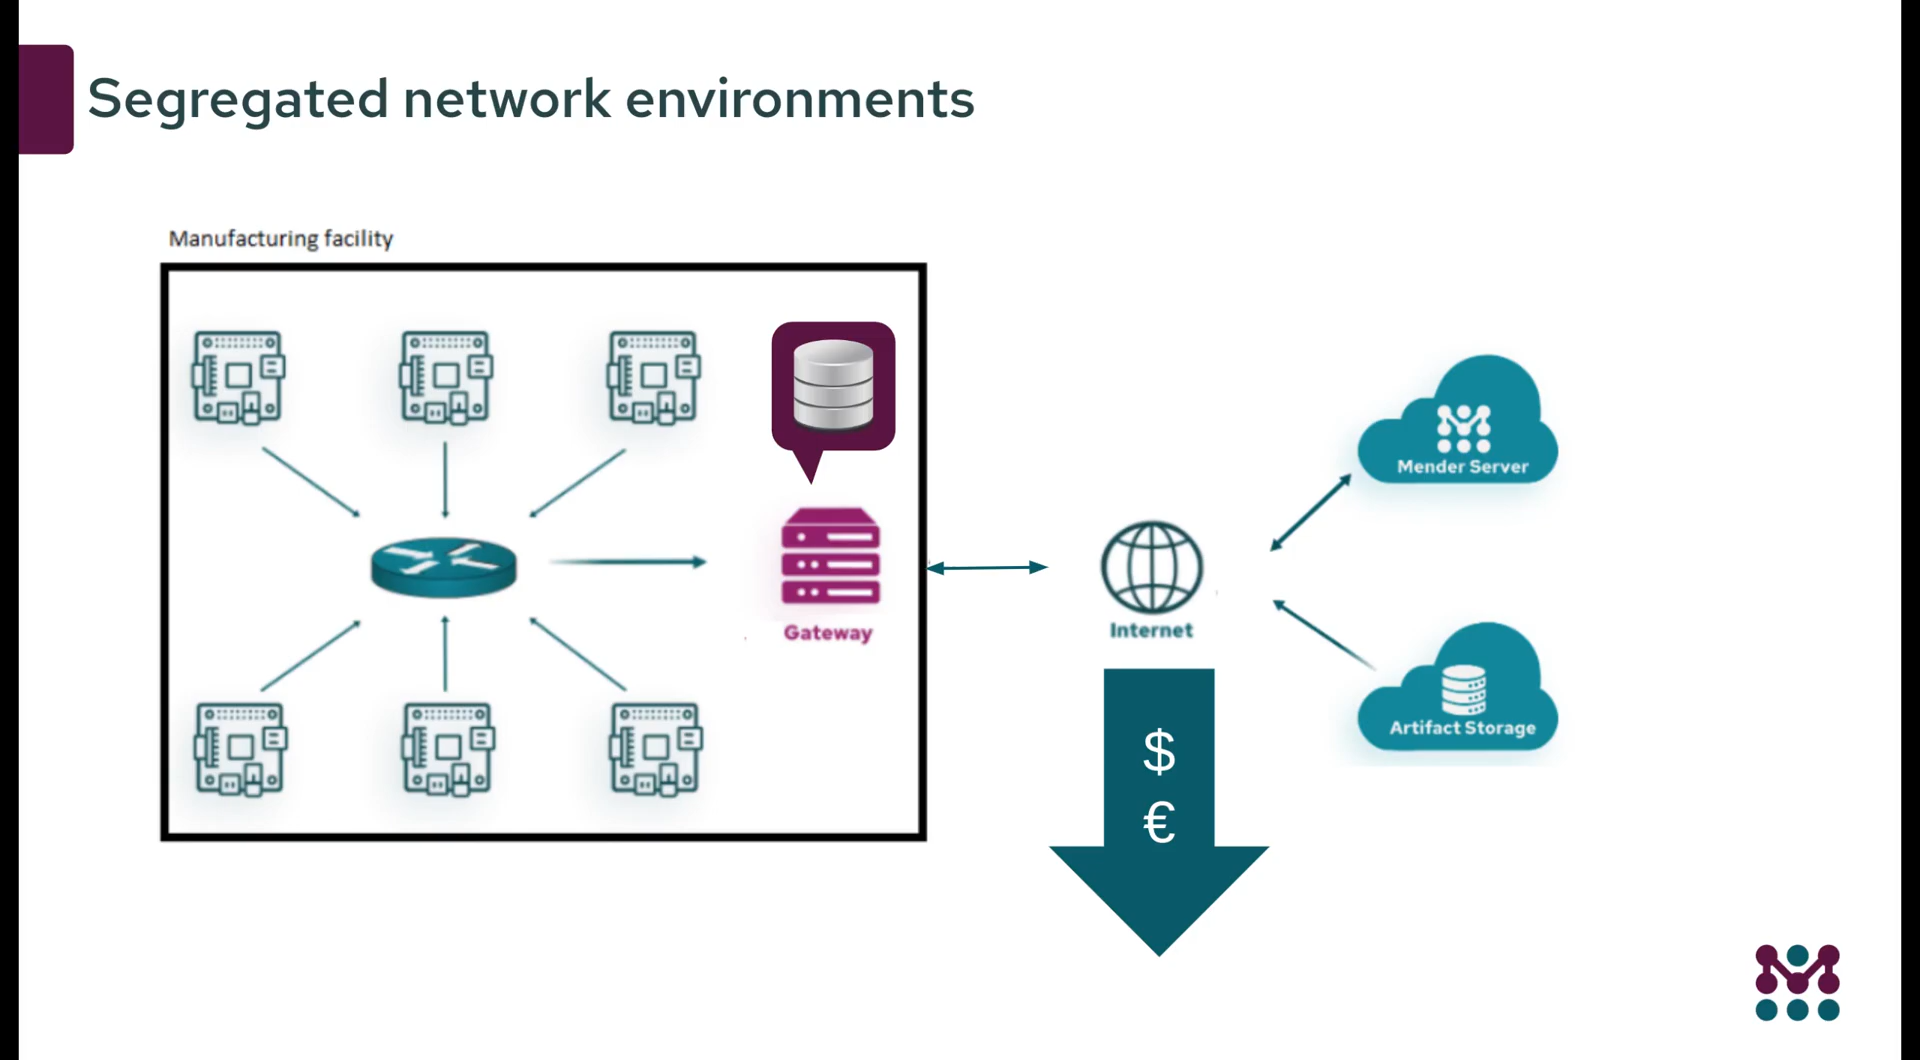 Segregated network environments
Manufacturing facility
Mender Server
Gateway
Internet
Artifact Storage
$
€